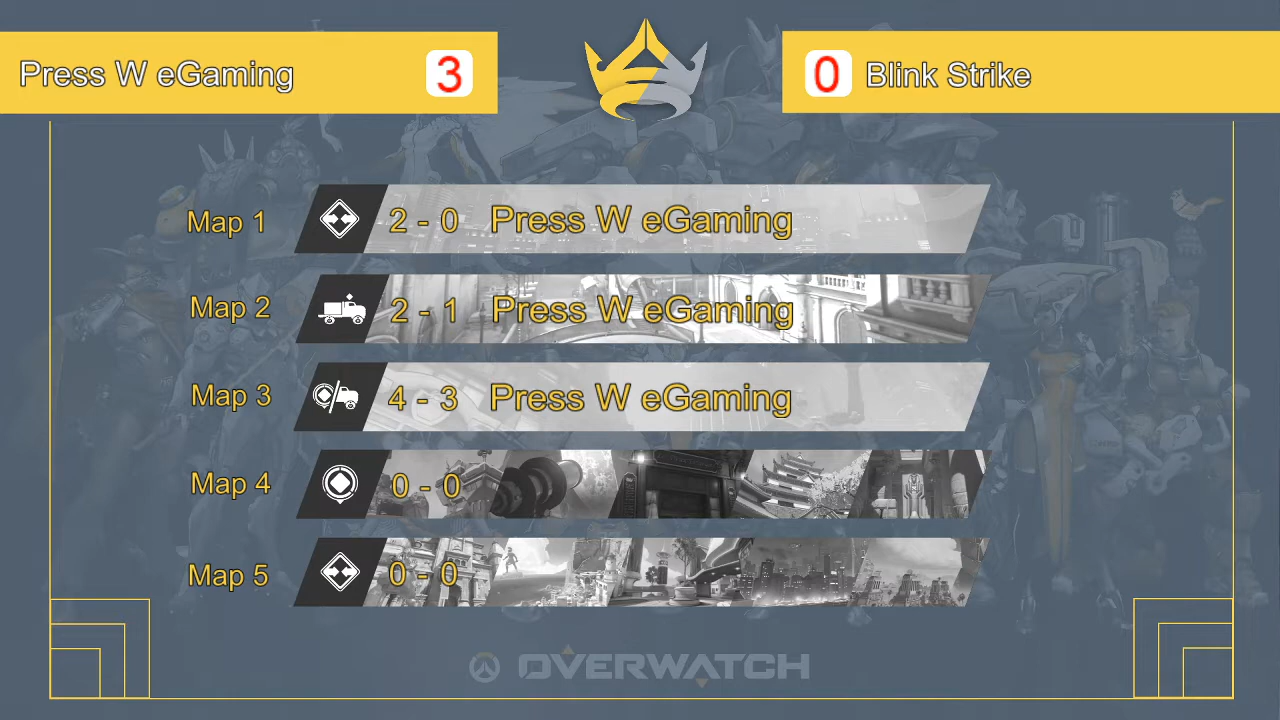 Press W eGaming 3
0 Blink Strike
Map 1 2 - 0 Press W eGaming
Map 2 2 - 1 Press W eGaming
Map 3 4 - 3 Press W eGaming
Map 4 0 - 0
Map 5 0 - 0
OVERWATCH